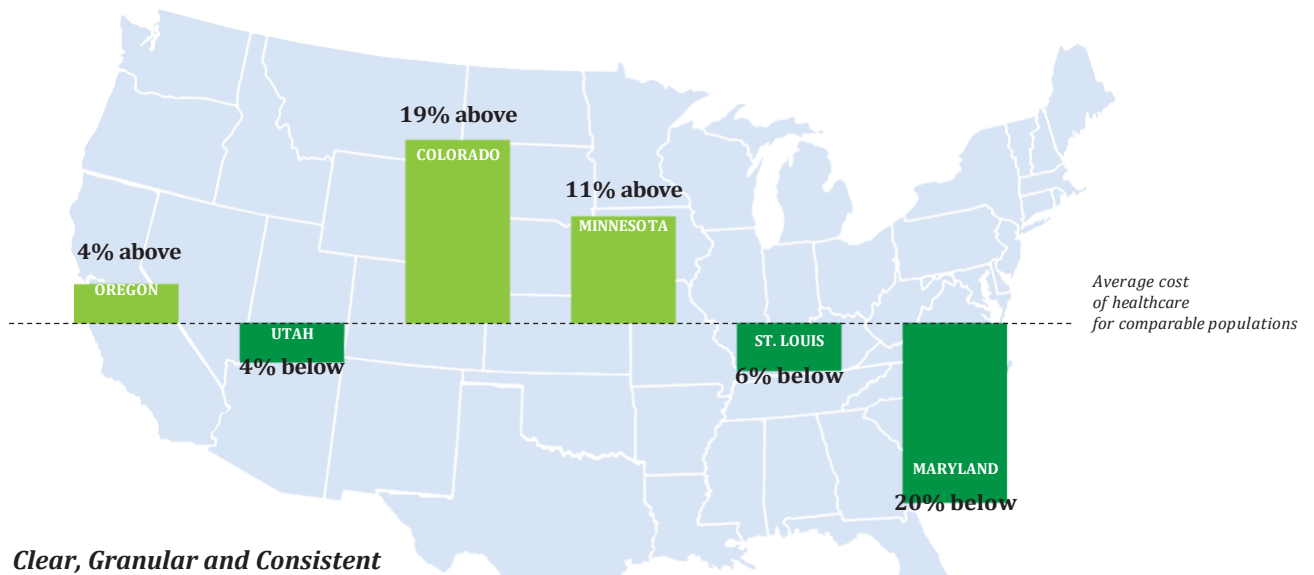 19% above
COLORADO
11% above
MINNESOTA
4% above
OREGON
Average cost
of healthcare
for comparable populations
UTAH
4% below
ST. LOUIS
6% below
MARYLAND
20% below
Clear, Granular and Consistent